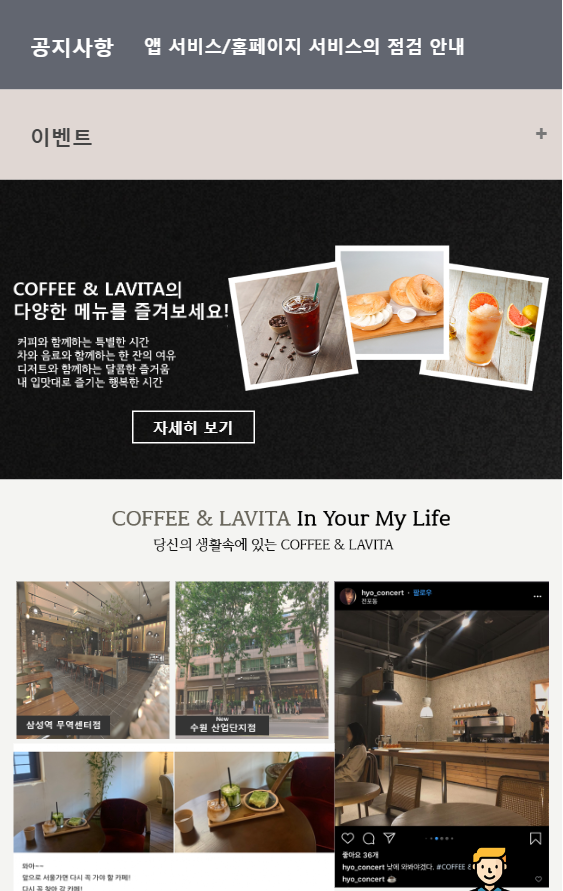 공지사항 앱 서비스/홈페이지 서비스의 점검 안내
이벤트 +
COFFEE & LAVITA의
다양한 메뉴를 즐겨보세요!
커피와 함께하는 특별한 시간
차와 음료와 함께하는 한 잔의 여유
디저트와 함께하는 달콤한 즐거움
내 입맛대로 즐기는 행복한 시간
자세히 보기
COFFEE & LAVITA In Your My Life
당신의 생활속에 있는 COFFEE & LAVITA
삼성역 무역센터점
New
수원 산업단지점
hyo_concert · 팔로우
전포동
좋아요 36개
hyo_concert 낮에 와봐야겠다. #COFFEE &
hyo_concert
와아~~
앞으로 서울가면 다시 꼭 가야 할 카페!
다시 꼭 찾아 갈 카페!